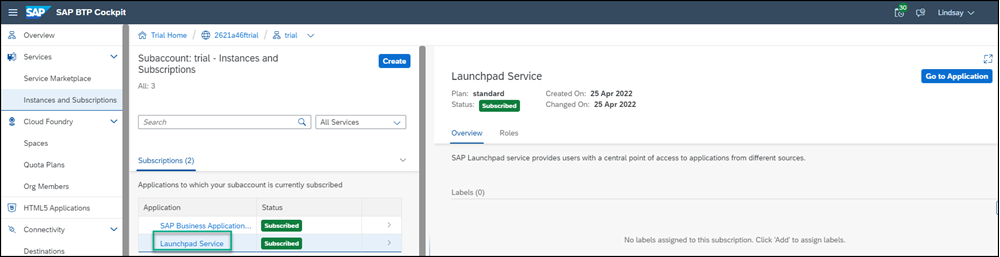 SAP SAP BTP Cockpit
30
Lindsay
Overview
Services
Service Marketplace
Instances and Subscriptions
Cloud Foundry
Spaces
Quota Plans
Org Members
HTML5 Applications
Connectivity
Destinations
Trial Home / 2621a46ftrial / trial
Subaccount: trial - Instances and
Subscriptions
Create
All: 3
Search
All Services
Subscriptions (2)
Applications to which your subaccount is currently subscribed
Application Status
SAP Business Application... Subscribed
Launchpad Service Subscribed
Launchpad Service
Go to Application
Plan: standard Created On: 25 Apr 2022
Status: Subscribed Changed On: 25 Apr 2022
Overview Roles
SAP Launchpad service provides users with a central point of access to applications from different sources.
Labels (0)
No labels assigned to this subscription. Click 'Add' to assign labels.